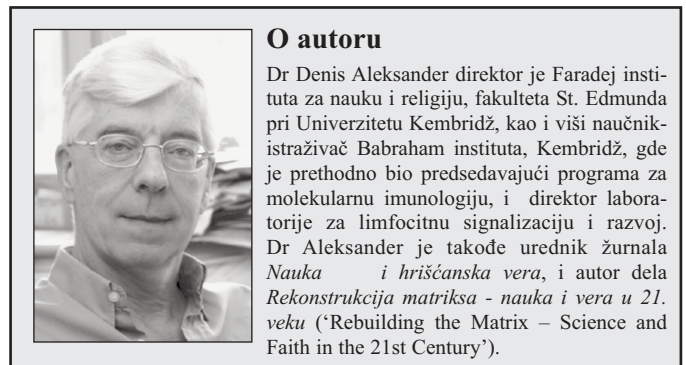 O autoru
Dr Denis Aleksander direktor je Faradej insti-
tuta za nauku i religiju, fakulteta St. Edmunda
pri Univerzitetu Kembridž, kao i viši naučnik-
istraživač Babraham instituta, Kembridž, gde
je prethodno bio predsedavajući programa za
molekularnu imunologiju, i direktor labora-
torije za limfocitnu signalizaciju i razvoj.
Dr Aleksander je takođe urednik žurnala
Nauka i hrišćanska vera, i autor dela
Rekonstrukcija matriksa - nauka i vera u 21.
veku (‘Rebuilding the Matrix – Science and
Faith in the 21st Century’).